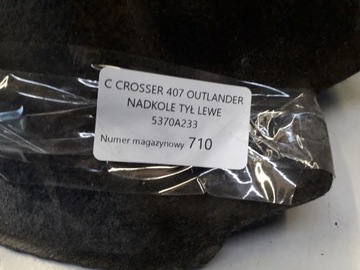 C CROSSER 407 OUTLANDER
NADKOLE TYŁ LEWE
5370A233
Numer magazynowy 710